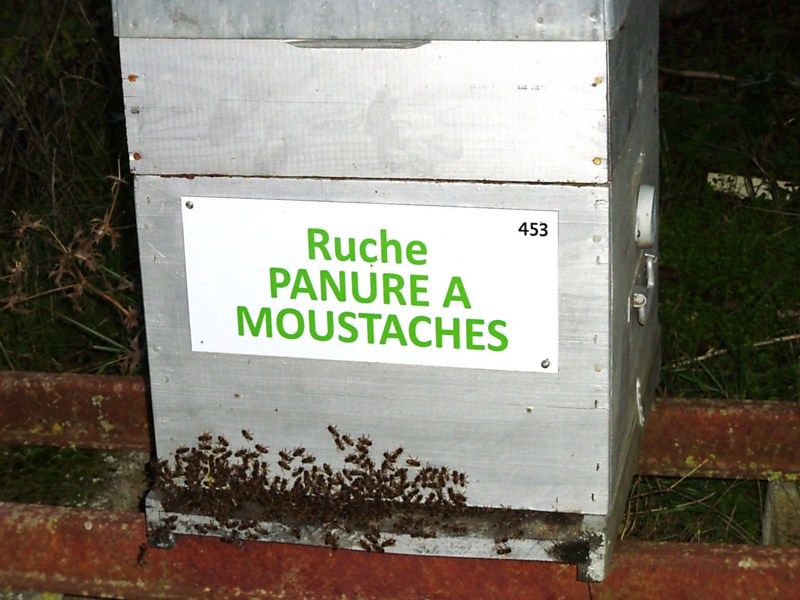 453
Ruche
PANURE A
MOUSTACHES